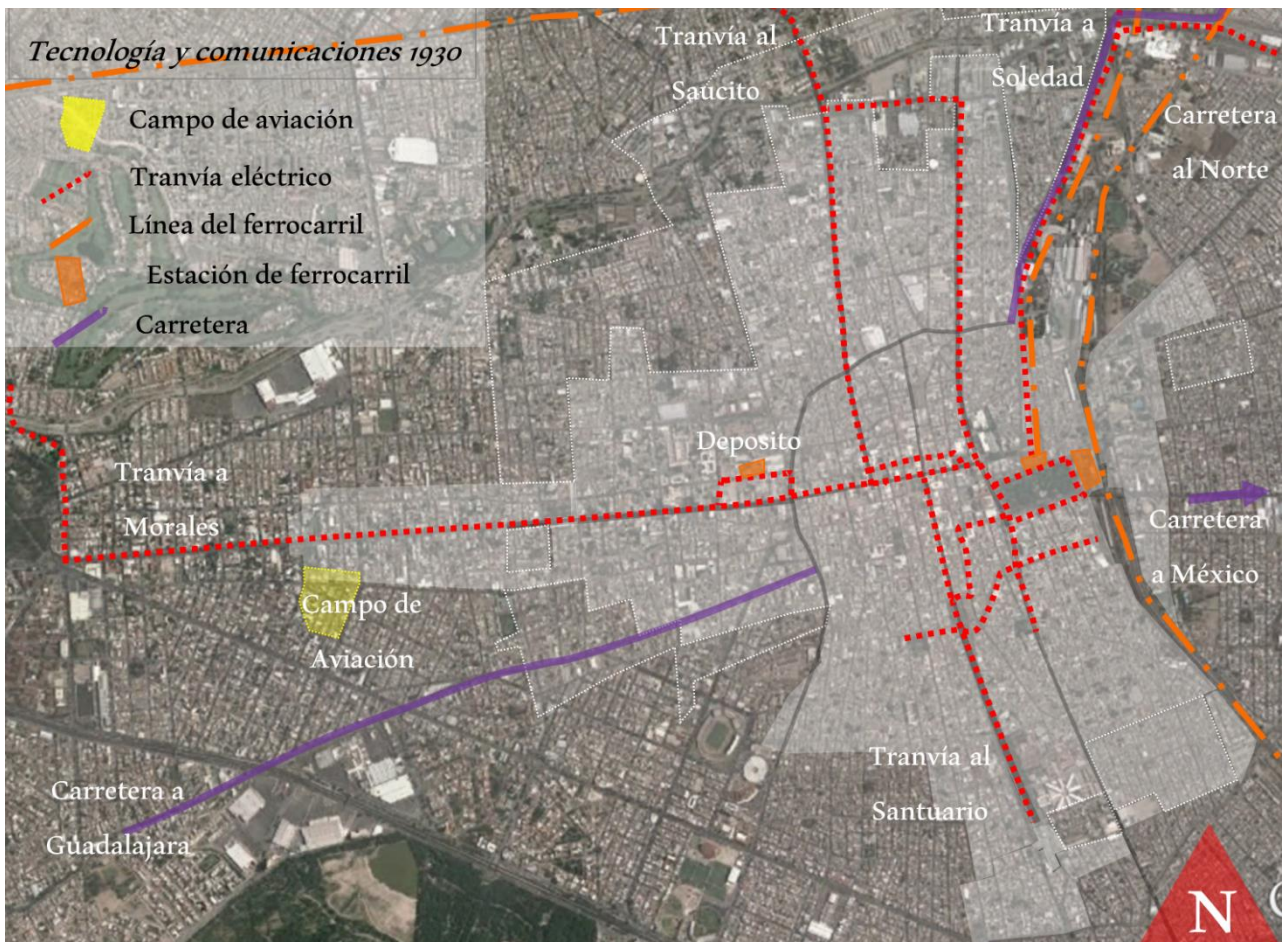 Tecnología y comunicaciones 1930
Campo de aviación
Tranvía eléctrico
Línea del ferrocarril
Estación de ferrocarril
Carretera
Tranvía al
Saucito
Tranvía a
Soledad
Carretera
al Norte
Deposito
Tranvía a
Morales
Campo de
Aviación
Carretera
a México
Carretera a
Guadalajara
Tranvía al
Santuario
N